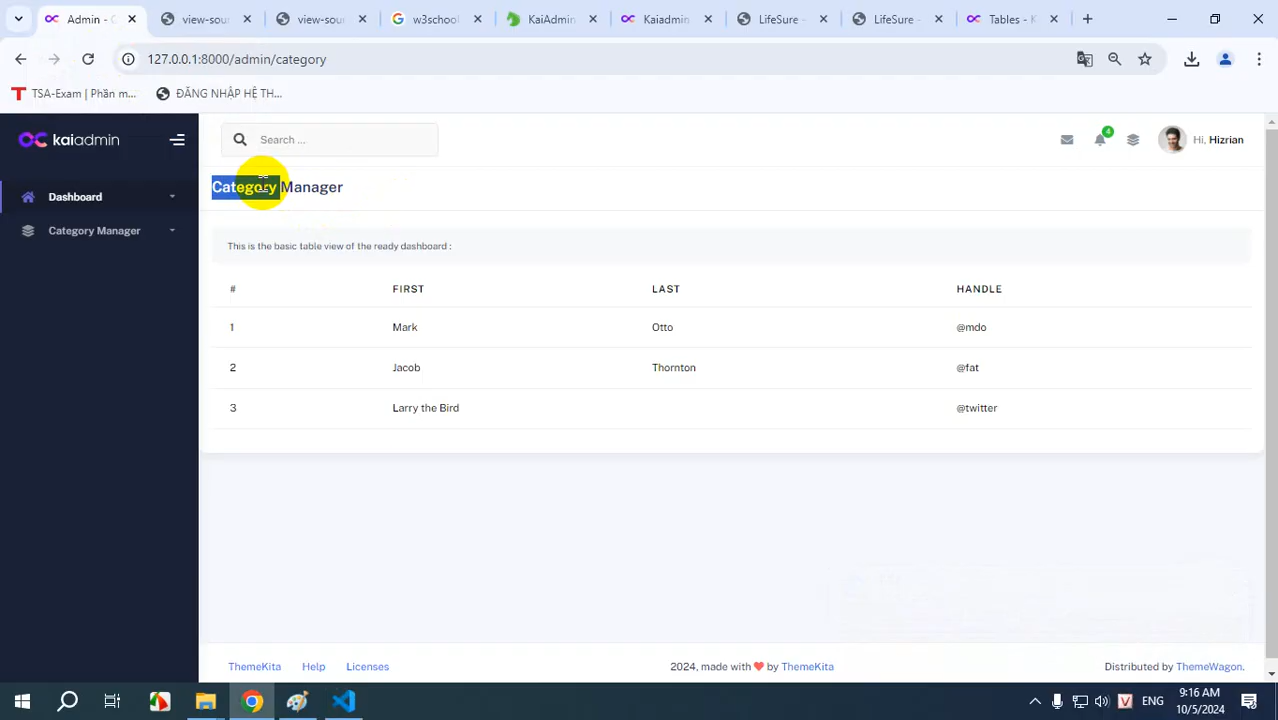 Admin - C
view-sour
view-sour
w3school
KaiAdmin
Kaiadmin
LifeSure -
LifeSure -
Tables - K
127.0.0.1:8000/admin/category
TSA-Exam | Phần m...
ĐĂNG NHẬP HỆ TH...
kaiadmin
Search ...
4
Hi, Hizrian
Dashboard
Category Manager
Category Manager
This is the basic table view of the ready dashboard :
# FIRST LAST HANDLE
1 Mark Otto @mdo
2 Jacob Thornton @fat
3 Larry the Bird @twitter
ThemeKita Help Licenses
2024, made with ❤ by ThemeKita
Distributed by ThemeWagon.
V
ENG
9:16 AM
10/5/2024